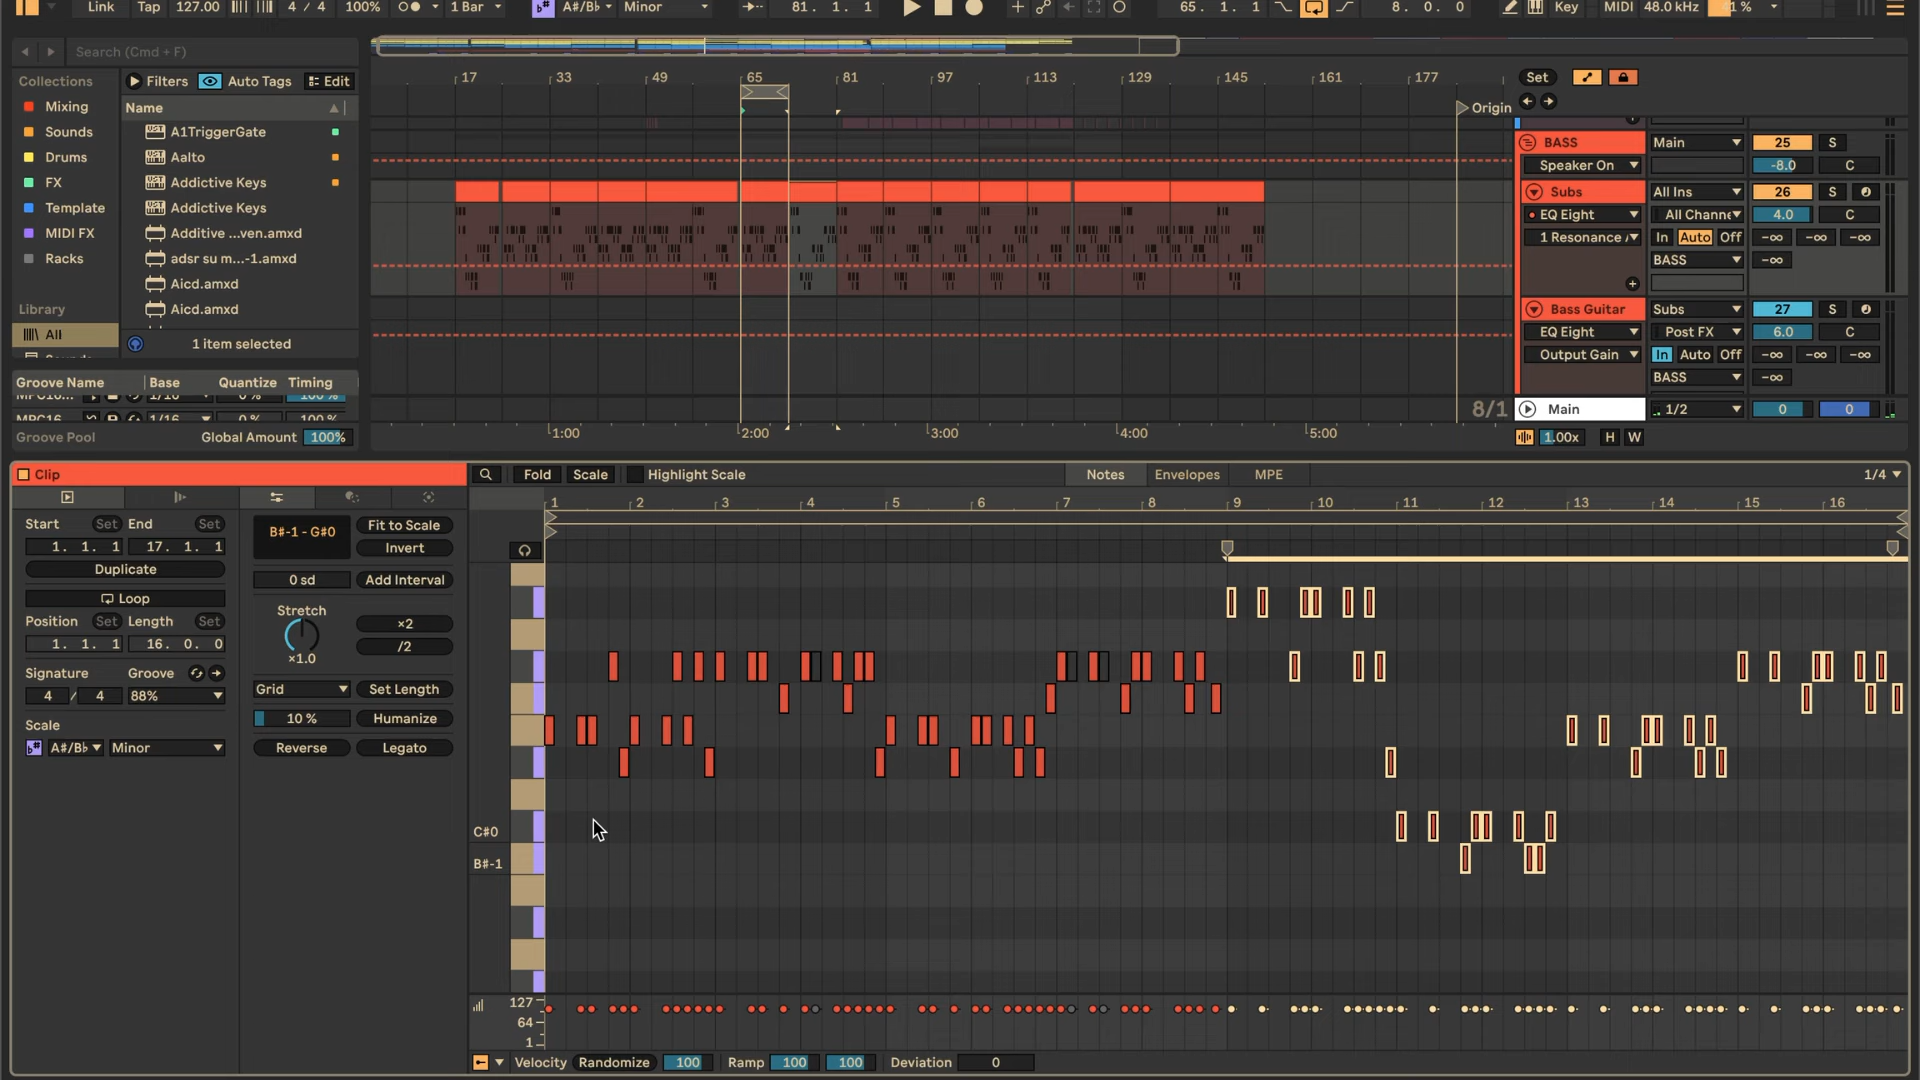 Link Tap 127.00 4 / 4 100% 1 Bar A#/Bb Minor 81. 1. 1 65. 1. 1 8. 0. 0 Key MIDI 48.0 kHz
Search (Cmd + F)
Collections
Mixing
Sounds
Drums
FX
Template
MIDI FX
Racks
Library
All
Filters Auto Tags Edit
Name
A1TriggerGate
Aalto
Addictive Keys
Addictive Keys
Additive ...ven.amxd
adsr su m...-1.amxd
Aicd.amxd
Aicd.amxd
1 item selected
Groove Name Base Quantize Timing
MPC16... 1/16 0 % 100 %
MPC16 1/16 0 % 100 %
Groove Pool Global Amount 100%
17 33 49 65 81 97 113 129 145 161 177
Origin
Set
BASS Main 25 S
Speaker On -8.0 C
Subs All Ins 26 S
EQ Eight All Channe 4.0 C
1 Resonance In Auto Off -∞ -∞ -∞
BASS -∞
Bass Guitar Subs 27 S
EQ Eight Post FX 6.0 C
Output Gain In Auto Off -∞ -∞ -∞
BASS -∞
8/1 Main 1/2 0 0
1:00 2:00 3:00 4:00 5:00
1.00x H W
Clip
Start Set End Set
1. 1. 1 17. 1. 1
Duplicate
Loop
Position Set Length Set
1. 1. 1 16. 0. 0
Signature Groove
4 / 4 88%
Scale
A#/Bb Minor
B#-1 - G#0 Fit to Scale
Invert
0 sd Add Interval
Stretch
×1.0
×2
/2
Grid Set Length
10 % Humanize
Reverse Legato
Fold Scale Highlight Scale Notes Envelopes MPE 1/4
1 2 3 4 5 6 7 8 9 10 11 12 13 14 15 16
C#0
B#-1
127
64
1
Velocity Randomize 100 Ramp 100 100 Deviation 0